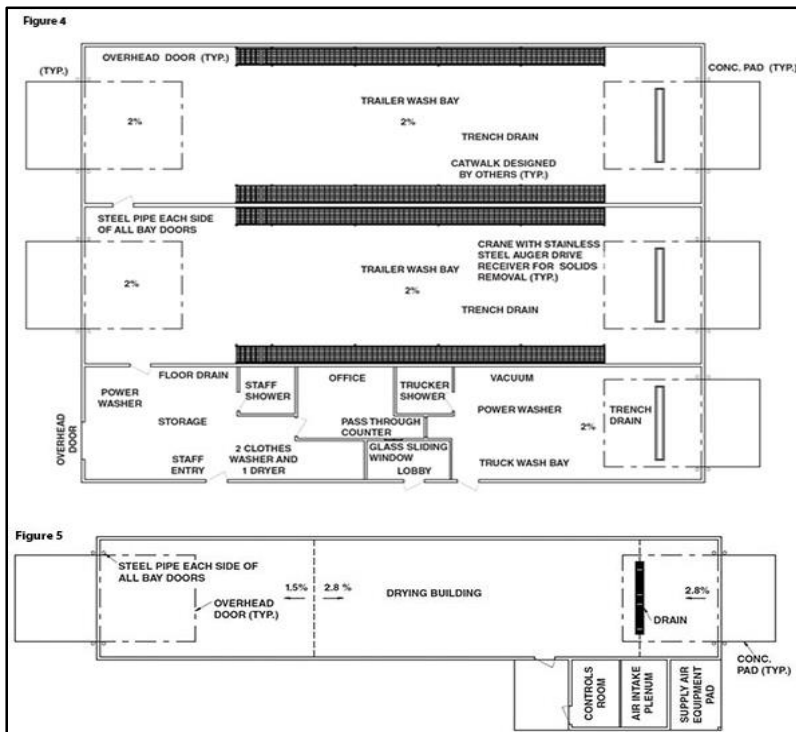 Figure 4
OVERHEAD DOOR (TYP.)
(TYP.)
CONC. PAD (TYP.)
TRAILER WASH BAY
2%
2%
TRENCH DRAIN
CATWALK DESIGNED
BY OTHERS (TYP.)
STEEL PIPE EACH SIDE
OF ALL BAY DOORS
CRANE WITH STAINLESS
STEEL AUGER DRIVE
RECEIVER FOR SOLIDS
REMOVAL (TYP.)
TRAILER WASH BAY
2%
2%
TRENCH DRAIN
FLOOR DRAIN
POWER
WASHER
STAFF
SHOWER
OFFICE
TRUCKER
SHOWER
VACUUM
POWER WASHER
STORAGE
PASS THROUGH
COUNTER
2%
TRENCH
DRAIN
OVERHEAD
DOOR
STAFF
ENTRY
2 CLOTHES
WASHER AND
1 DRYER
GLASS SLIDING
WINDOW
LOBBY
TRUCK WASH BAY
Figure 5
STEEL PIPE EACH SIDE OF
ALL BAY DOORS
1.5%
2.8 %
DRYING BUILDING
2.8%
OVERHEAD
DOOR (TYP.)
DRAIN
CONC.
PAD (TYP.)
CONTROLS
ROOM
AIR INTAKE
PLENUM
SUPPLY AIR
EQUIPMENT
PAD